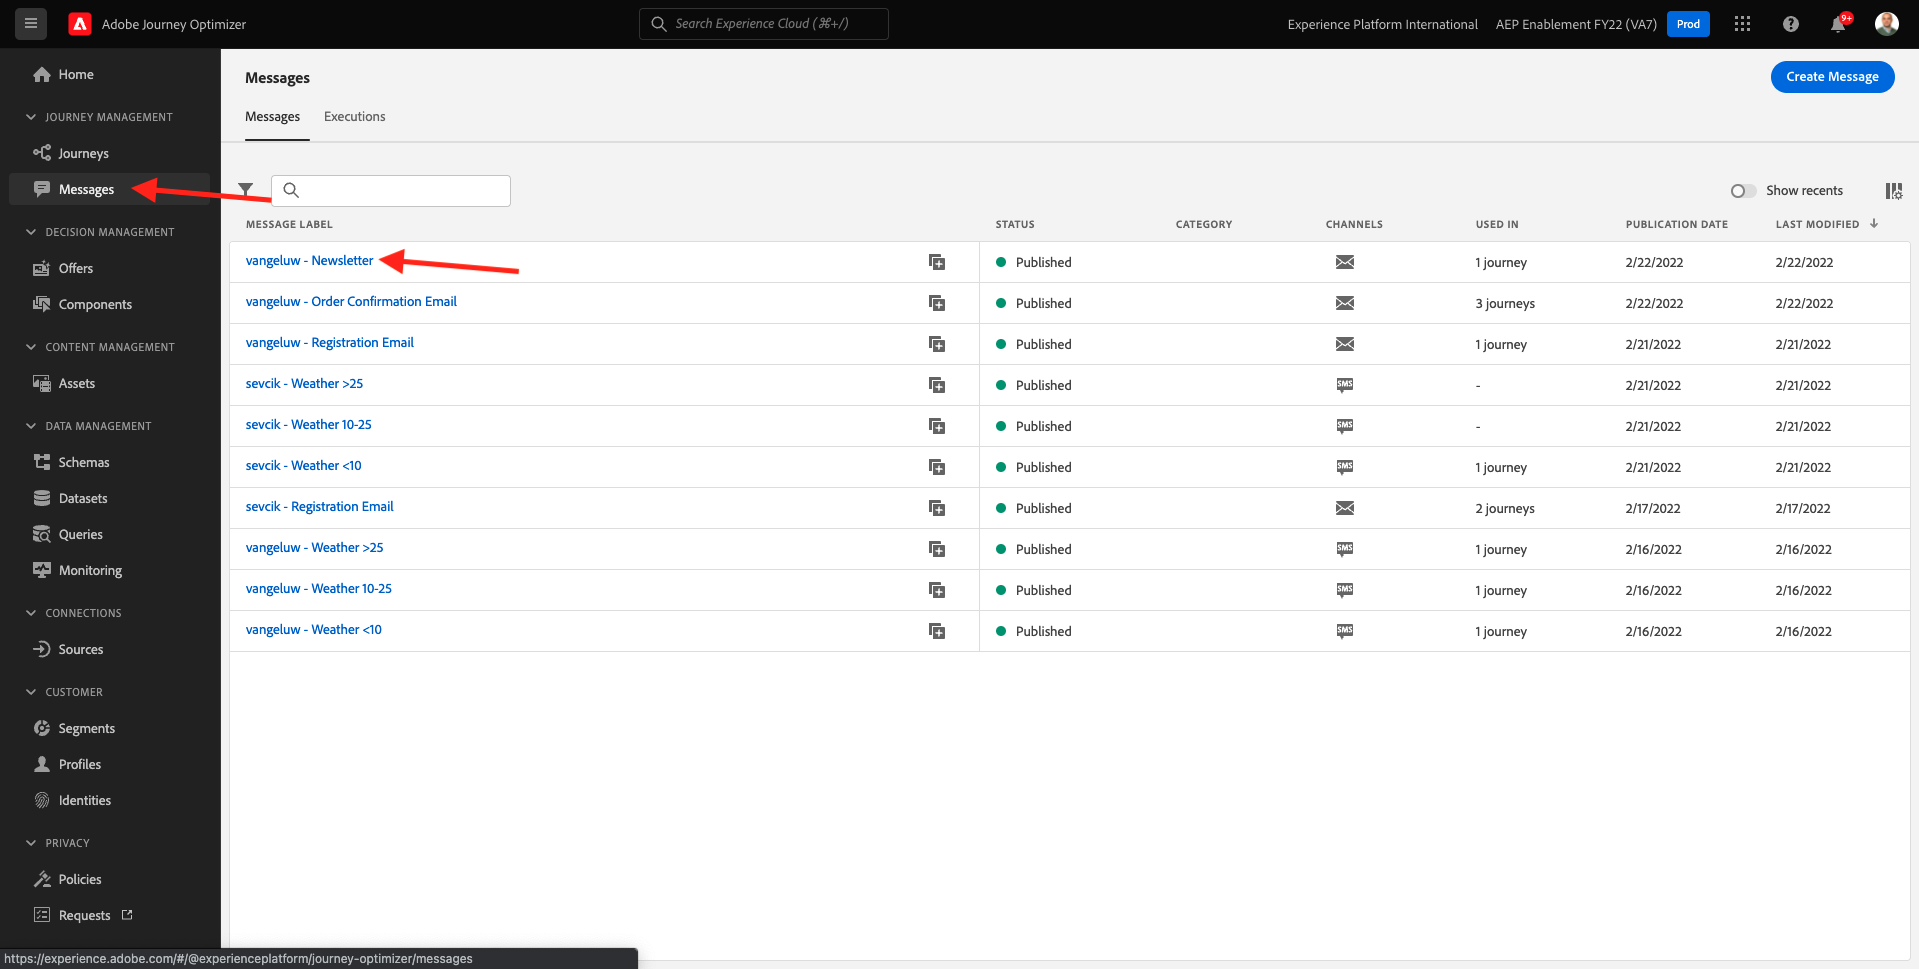 Adobe Journey Optimizer
Search Experience Cloud (⌘+/)
Experience Platform International
AEP Enablement FY22 (VA7)
Prod
9+
Home
JOURNEY MANAGEMENT
Journeys
Messages
DECISION MANAGEMENT
Offers
Components
CONTENT MANAGEMENT
Assets
DATA MANAGEMENT
Schemas
Datasets
Queries
Monitoring
CONNECTIONS
Sources
CUSTOMER
Segments
Profiles
Identities
PRIVACY
Policies
Requests
Messages
Create Message
Messages Executions
Show recents
MESSAGE LABEL STATUS CATEGORY CHANNELS USED IN PUBLICATION DATE LAST MODIFIED
vangeluw - Newsletter Published 1 journey 2/22/2022 2/22/2022
vangeluw - Order Confirmation Email Published 3 journeys 2/22/2022 2/22/2022
vangeluw - Registration Email Published 1 journey 2/21/2022 2/21/2022
sevcik - Weather >25 Published SMS - 2/21/2022 2/21/2022
sevcik - Weather 10-25 Published SMS - 2/21/2022 2/21/2022
sevcik - Weather <10 Published SMS 1 journey 2/21/2022 2/21/2022
sevcik - Registration Email Published 2 journeys 2/17/2022 2/17/2022
vangeluw - Weather >25 Published SMS 1 journey 2/16/2022 2/16/2022
vangeluw - Weather 10-25 Published SMS 1 journey 2/16/2022 2/16/2022
vangeluw - Weather <10 Published SMS 1 journey 2/16/2022 2/16/2022
https://experience.adobe.com/#/@experienceplatform/journey-optimizer/messages